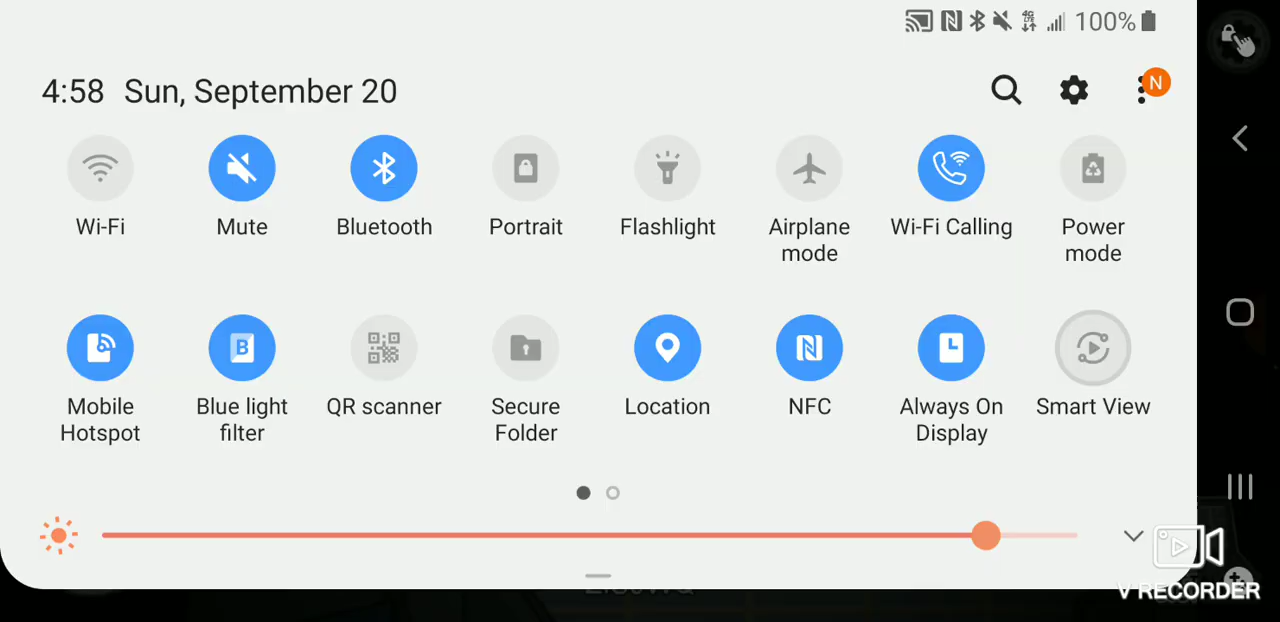 100%
4:58 Sun, September 20
N
Wi-Fi Mute Bluetooth Portrait Flashlight Airplane mode Wi-Fi Calling Power mode
B
Mobile Hotspot Blue light filter QR scanner Secure Folder Location NFC Always On Display Smart View
V RECORDER